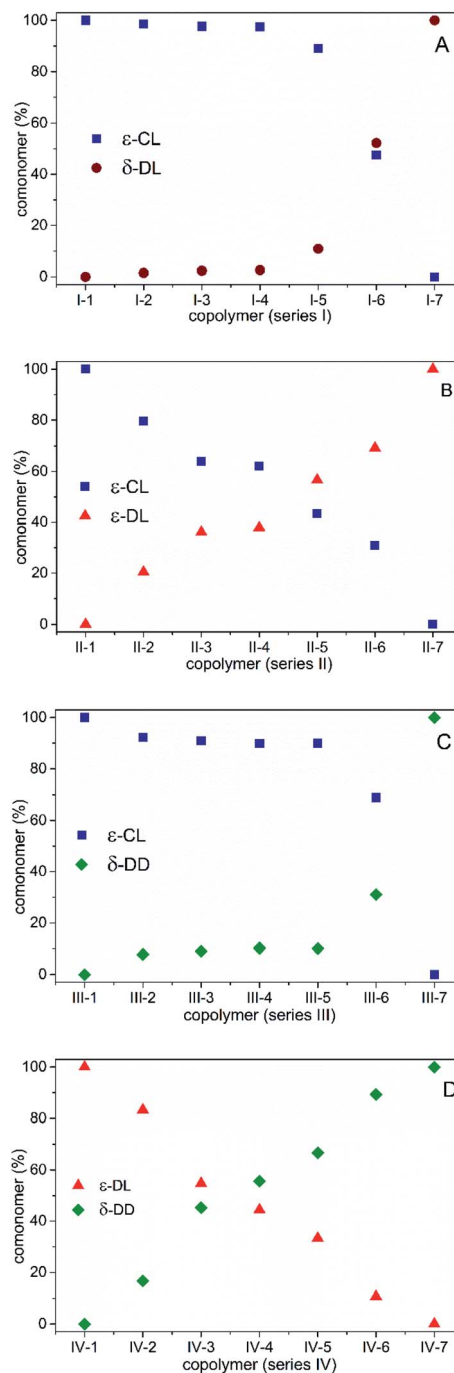 A
100
80
60
40
20
0
comonomer (%)
ε-CL
δ-DL
I-1 I-2 I-3 I-4 I-5 I-6 I-7
copolymer (series I)
B
100
80
60
40
20
0
comonomer (%)
ε-CL
ε-DL
II-1 II-2 II-3 II-4 II-5 II-6 II-7
copolymer (series II)
C
100
80
60
40
20
0
comonomer (%)
ε-CL
δ-DD
III-1 III-2 III-3 III-4 III-5 III-6 III-7
copolymer (series III)
D
100
80
60
40
20
0
comonomer (%)
ε-DL
δ-DD
IV-1 IV-2 IV-3 IV-4 IV-5 IV-6 IV-7
copolymer (series IV)